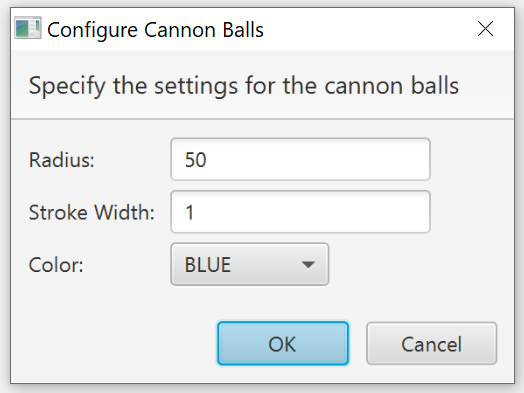 Configure Cannon Balls
Specify the settings for the cannon balls
Radius: 50
Stroke Width: 1
Color: BLUE
OK Cancel